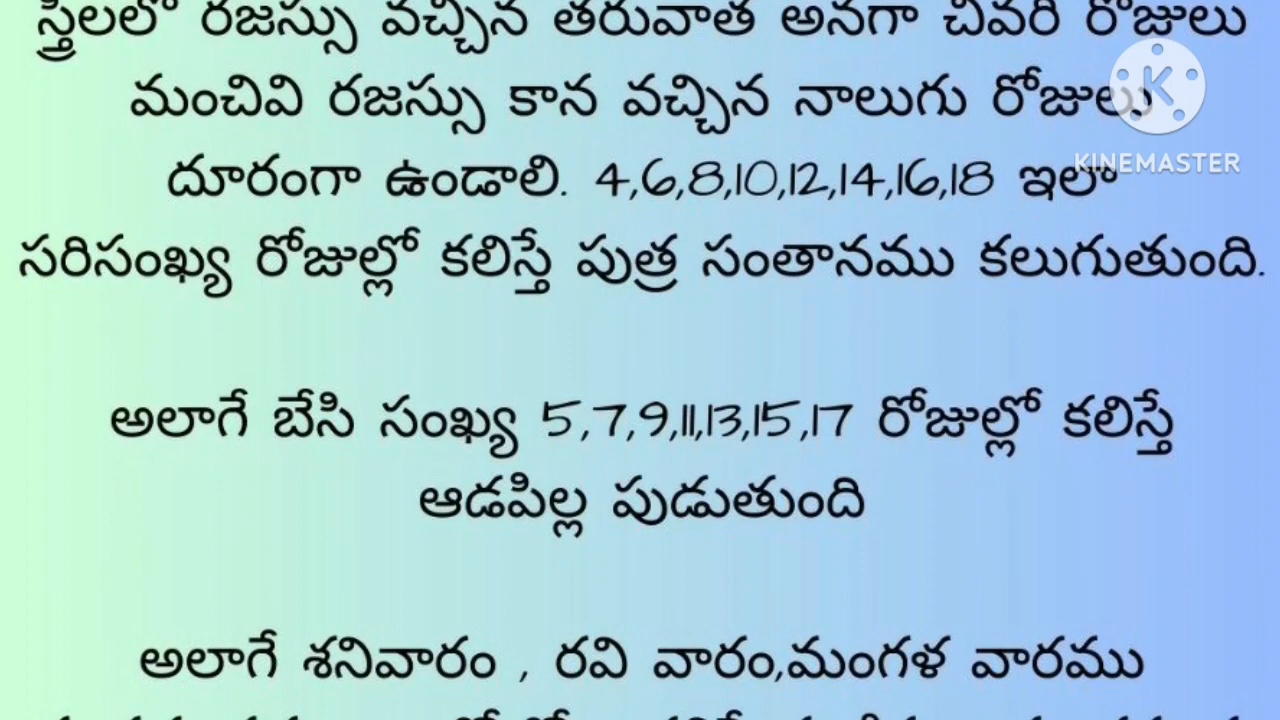 స్త్రీలలో రజస్సు వచ్చిన తరువాత అనగా చివరి రోజులు
మంచివి రజస్సు కాన వచ్చిన నాలుగు రోజులు
దూరంగా ఉండాలి. 4,6,8,10,12,14,16,18 ఇలా
KINEMASTER
సరిసంఖ్య రోజుల్లో కలిస్తే పుత్ర సంతానము కలుగుతుంది.
అలాగే బేసి సంఖ్య 5,7,9,11,13,15,17 రోజుల్లో కలిస్తే
ఆడపిల్ల పుడుతుంది
అలాగే శనివారం , రవి వారం,మంగళ వారము